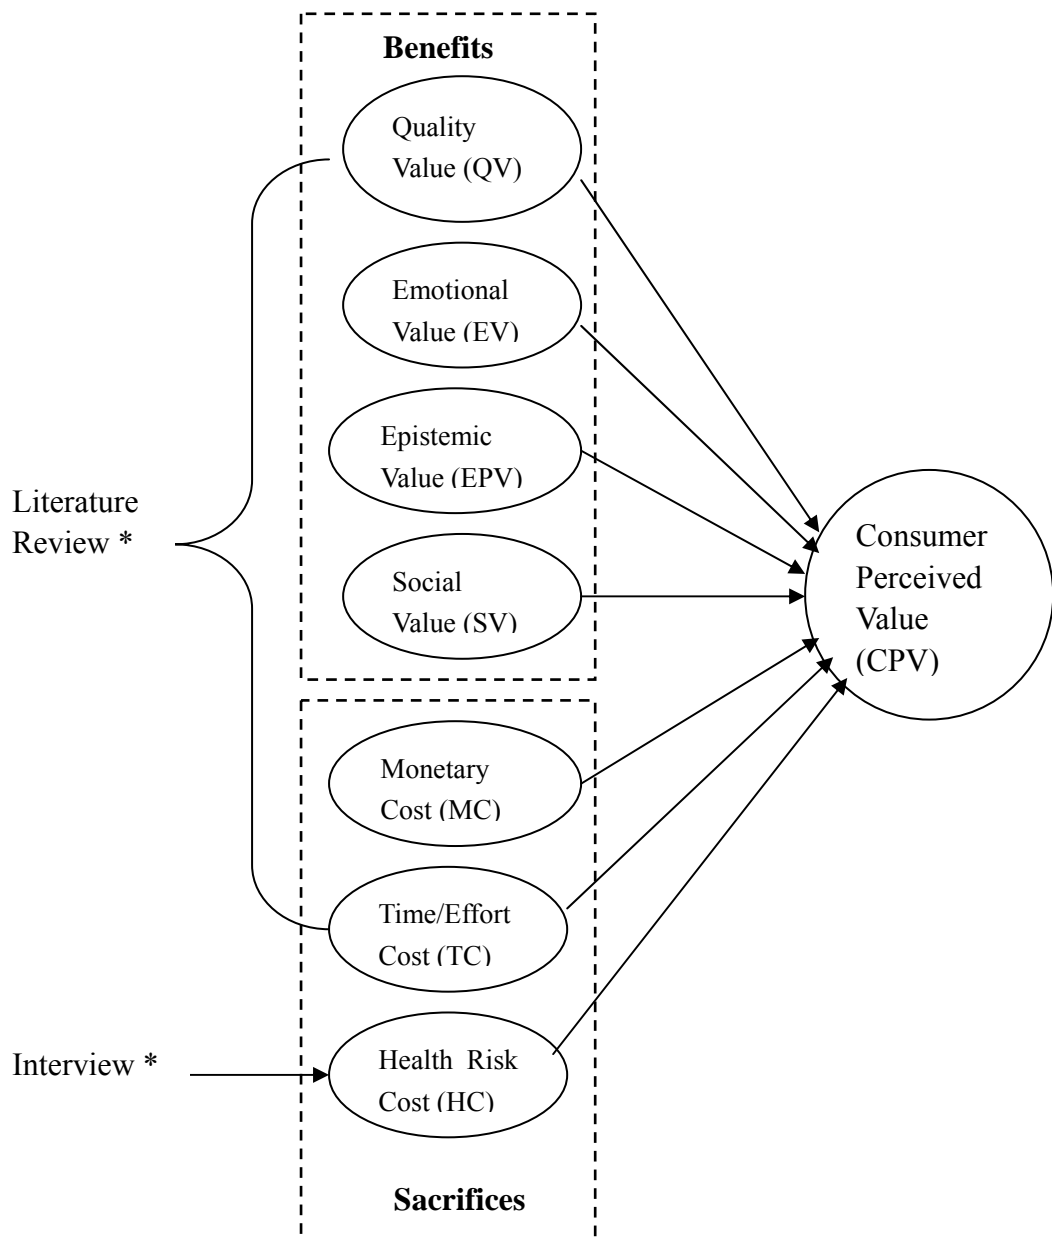 Benefits
Quality
Value (QV)
Emotional
Value (EV)
Epistemic
Value (EPV)
Social
Value (SV)
Literature
Review *
Consumer
Perceived
Value
(CPV)
Monetary
Cost (MC)
Time/Effort
Cost (TC)
Interview *
Health Risk
Cost (HC)
Sacrifices